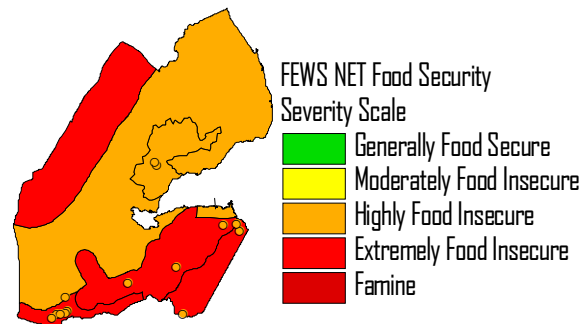 FEWS NET Food Security
Severity Scale
Generally Food Secure
Moderately Food Insecure
Highly Food Insecure
Extremely Food Insecure
Famine